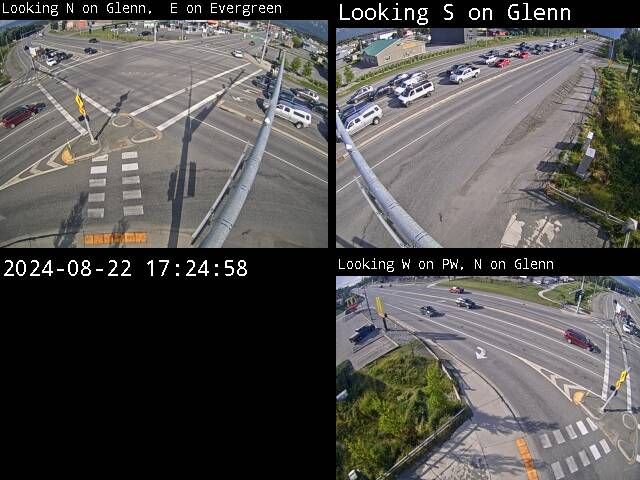 Looking N on Glenn,  E on Evergreen
Looking S on Glenn
2024-08-22 17:24:58
Looking W on PW, N on Glenn